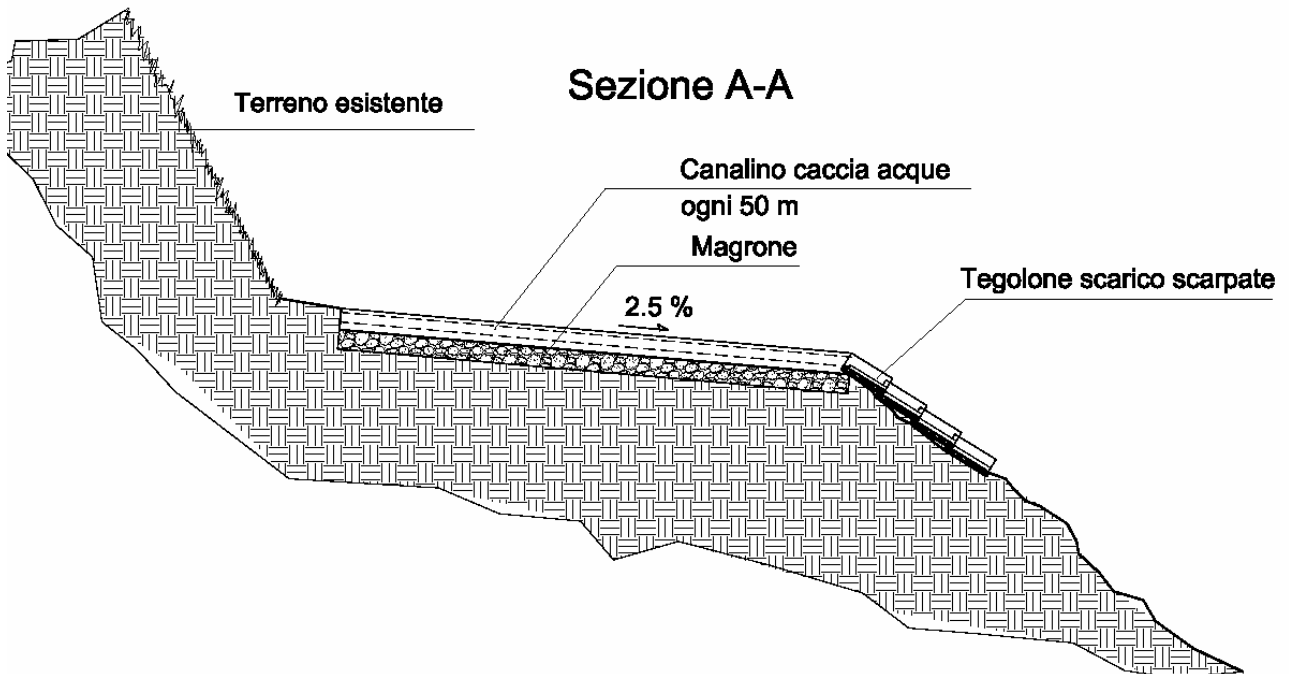 Sezione A-A
Terreno esistente
Canalino caccia acque
ogni 50 m
Magrone
Tegolone scarico scarpate
2.5 %